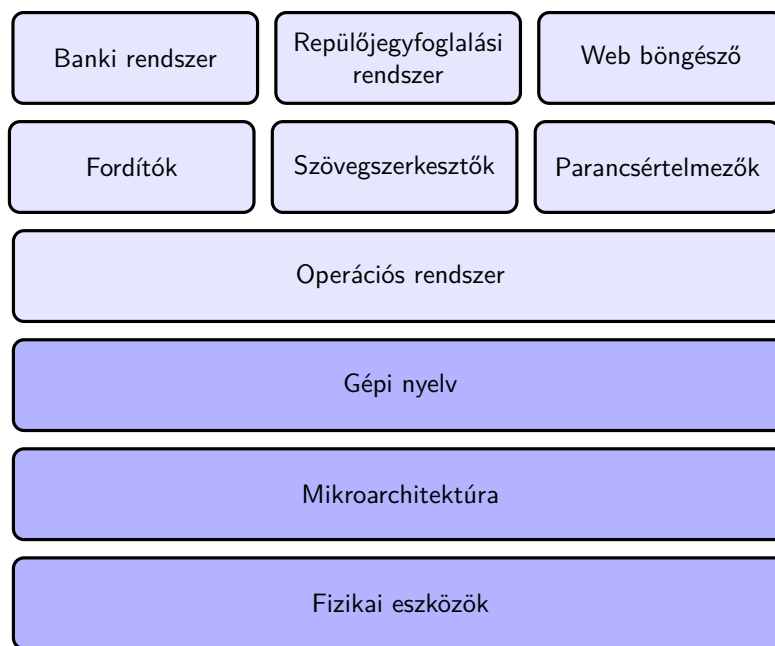 Banki rendszer
Repülőjegyfoglalási
rendszer
Web böngésző
Fordítók
Szövegszerkesztők
Parancsértelmezők
Operációs rendszer
Gépi nyelv
Mikroarchitektúra
Fizikai eszközök